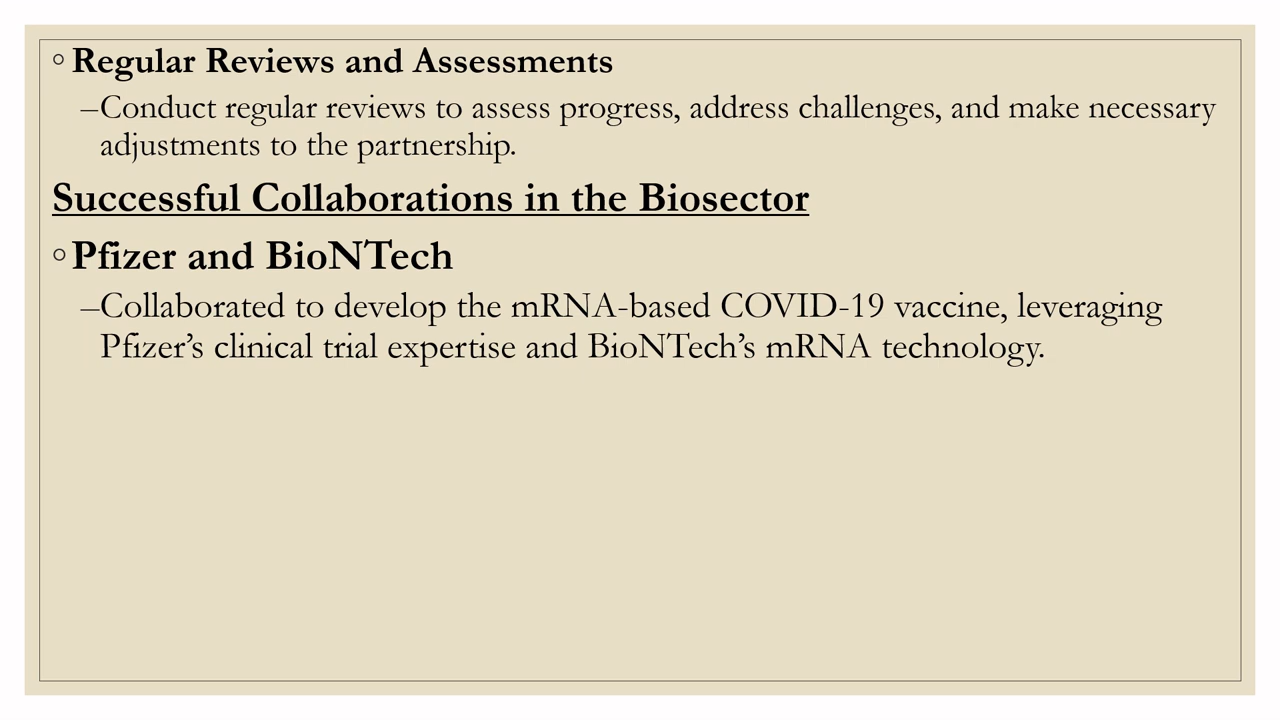 ◦ Regular Reviews and Assessments
–Conduct regular reviews to assess progress, address challenges, and make necessary
adjustments to the partnership.
Successful Collaborations in the Biosector
◦ Pfizer and BioNTech
–Collaborated to develop the mRNA-based COVID-19 vaccine, leveraging
Pfizer’s clinical trial expertise and BioNTech’s mRNA technology.